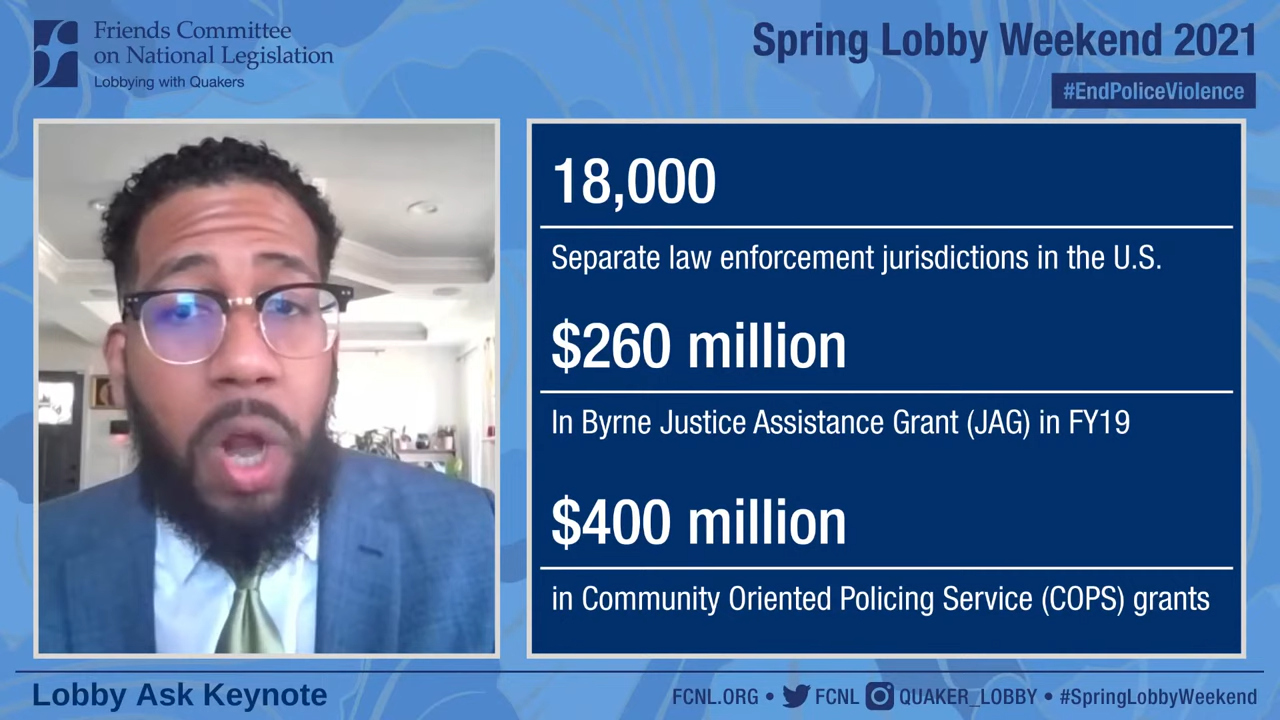 Friends Committee
on National Legislation
Lobbying with Quakers
Spring Lobby Weekend 2021
#EndPoliceViolence
18,000
Separate law enforcement jurisdictions in the U.S.
$260 million
In Byrne Justice Assistance Grant (JAG) in FY19
$400 million
in Community Oriented Policing Service (COPS) grants
Lobby Ask Keynote
FCNL.ORG • FCNL QUAKER_LOBBY • #SpringLobbyWeekend